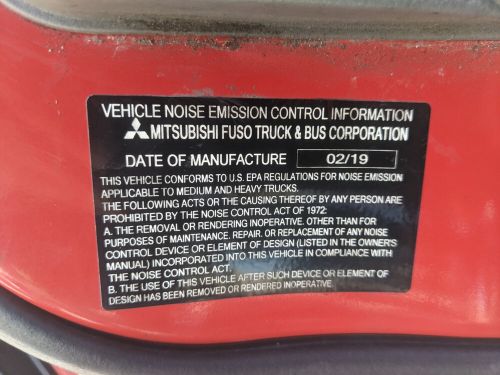 VEHICLE NOISE EMISSION CONTROL INFORMATION
MITSUBISHI FUSO TRUCK & BUS CORPORATION
DATE OF MANUFACTURE 02/19
THIS VEHICLE CONFORMS TO U.S. EPA REGULATIONS FOR NOISE EMISSION
APPLICABLE TO MEDIUM AND HEAVY TRUCKS.
THE FOLLOWING ACTS OR THE CAUSING THEREOF BY ANY PERSON ARE
PROHIBITED BY THE NOISE CONTROL ACT OF 1972:
A. THE REMOVAL OR RENDERING INOPERATIVE. OTHER THAN FOR
PURPOSES OF MAINTENANCE. REPAIR. OR REPLACEMENT OF ANY NOISE
CONTROL DEVICE OR ELEMENT OF DESIGN (LISTED IN THE OWNER'S
MANUAL) INCORPORATED INTO THIS VEHICLE IN COMPLIANCE WITH
THE NOISE CONTROL ACT.
B. THE USE OF THIS VEHICLE AFTER SUCH DEVICE OR ELEMENT OF
DESIGN HAS BEEN REMOVED OR RENDERED INOPERATIVE.